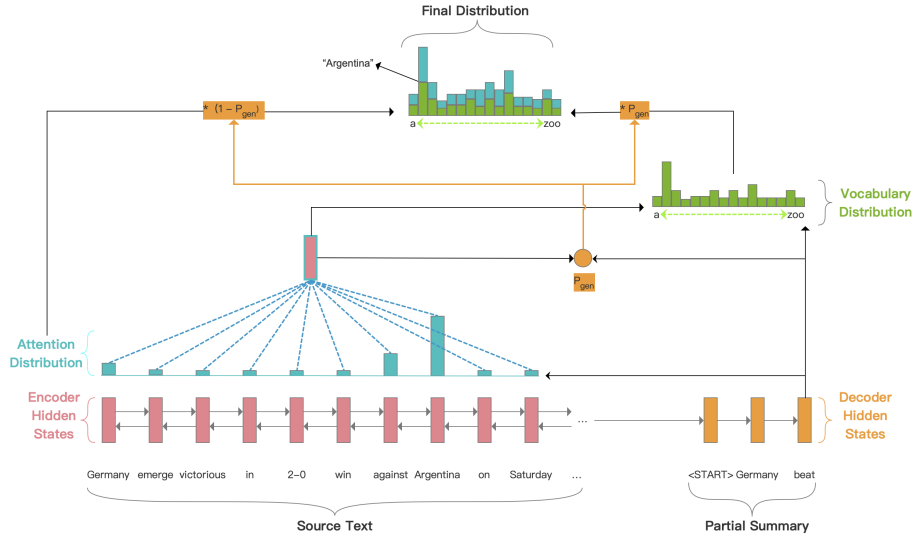 Final Distribution
“Argentina”
* (1 - Pgen)
* Pgen
a
zoo
Vocabulary
Distribution
a
zoo
Pgen
Attention
Distribution
Encoder
Hidden
States
...
Decoder
Hidden
States
Germany emerge victorious in 2-0 win against Argentina on Saturday ...
<START> Germany beat
Source Text
Partial Summary